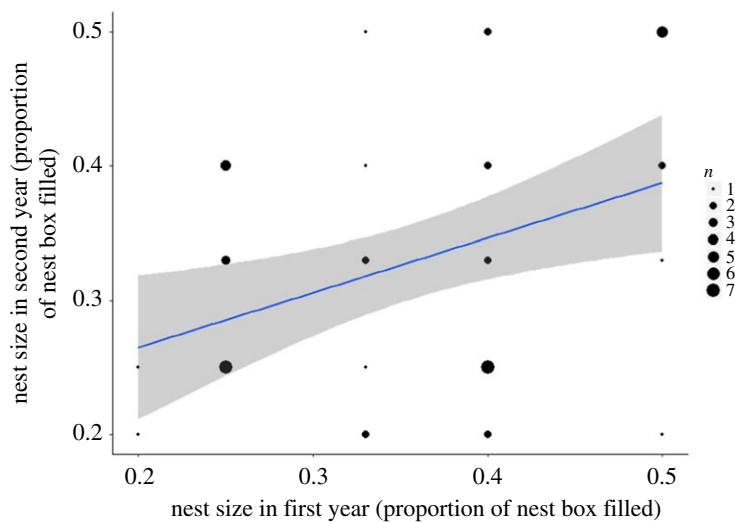 nest size in second year (proportion
of nest box filled)
0.5
0.4
0.3
0.2
0.2 0.3 0.4 0.5
nest size in first year (proportion of nest box filled)
n
1
2
3
4
5
6
7